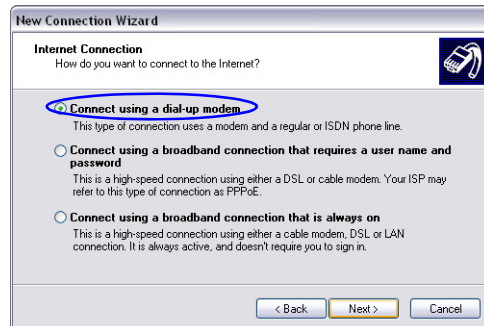 New Connection Wizard
Internet Connection
How do you want to connect to the Internet?
Connect using a dial-up modem
This type of connection uses a modem and a regular or ISDN phone line.
Connect using a broadband connection that requires a user name and
password
This is a high-speed connection using either a DSL or cable modem. Your ISP may
refer to this type of connection as PPPoE.
Connect using a broadband connection that is always on
This is a high-speed connection using either a cable modem, DSL or LAN
connection. It is always active, and doesn't require you to sign in.
< Back Next > Cancel